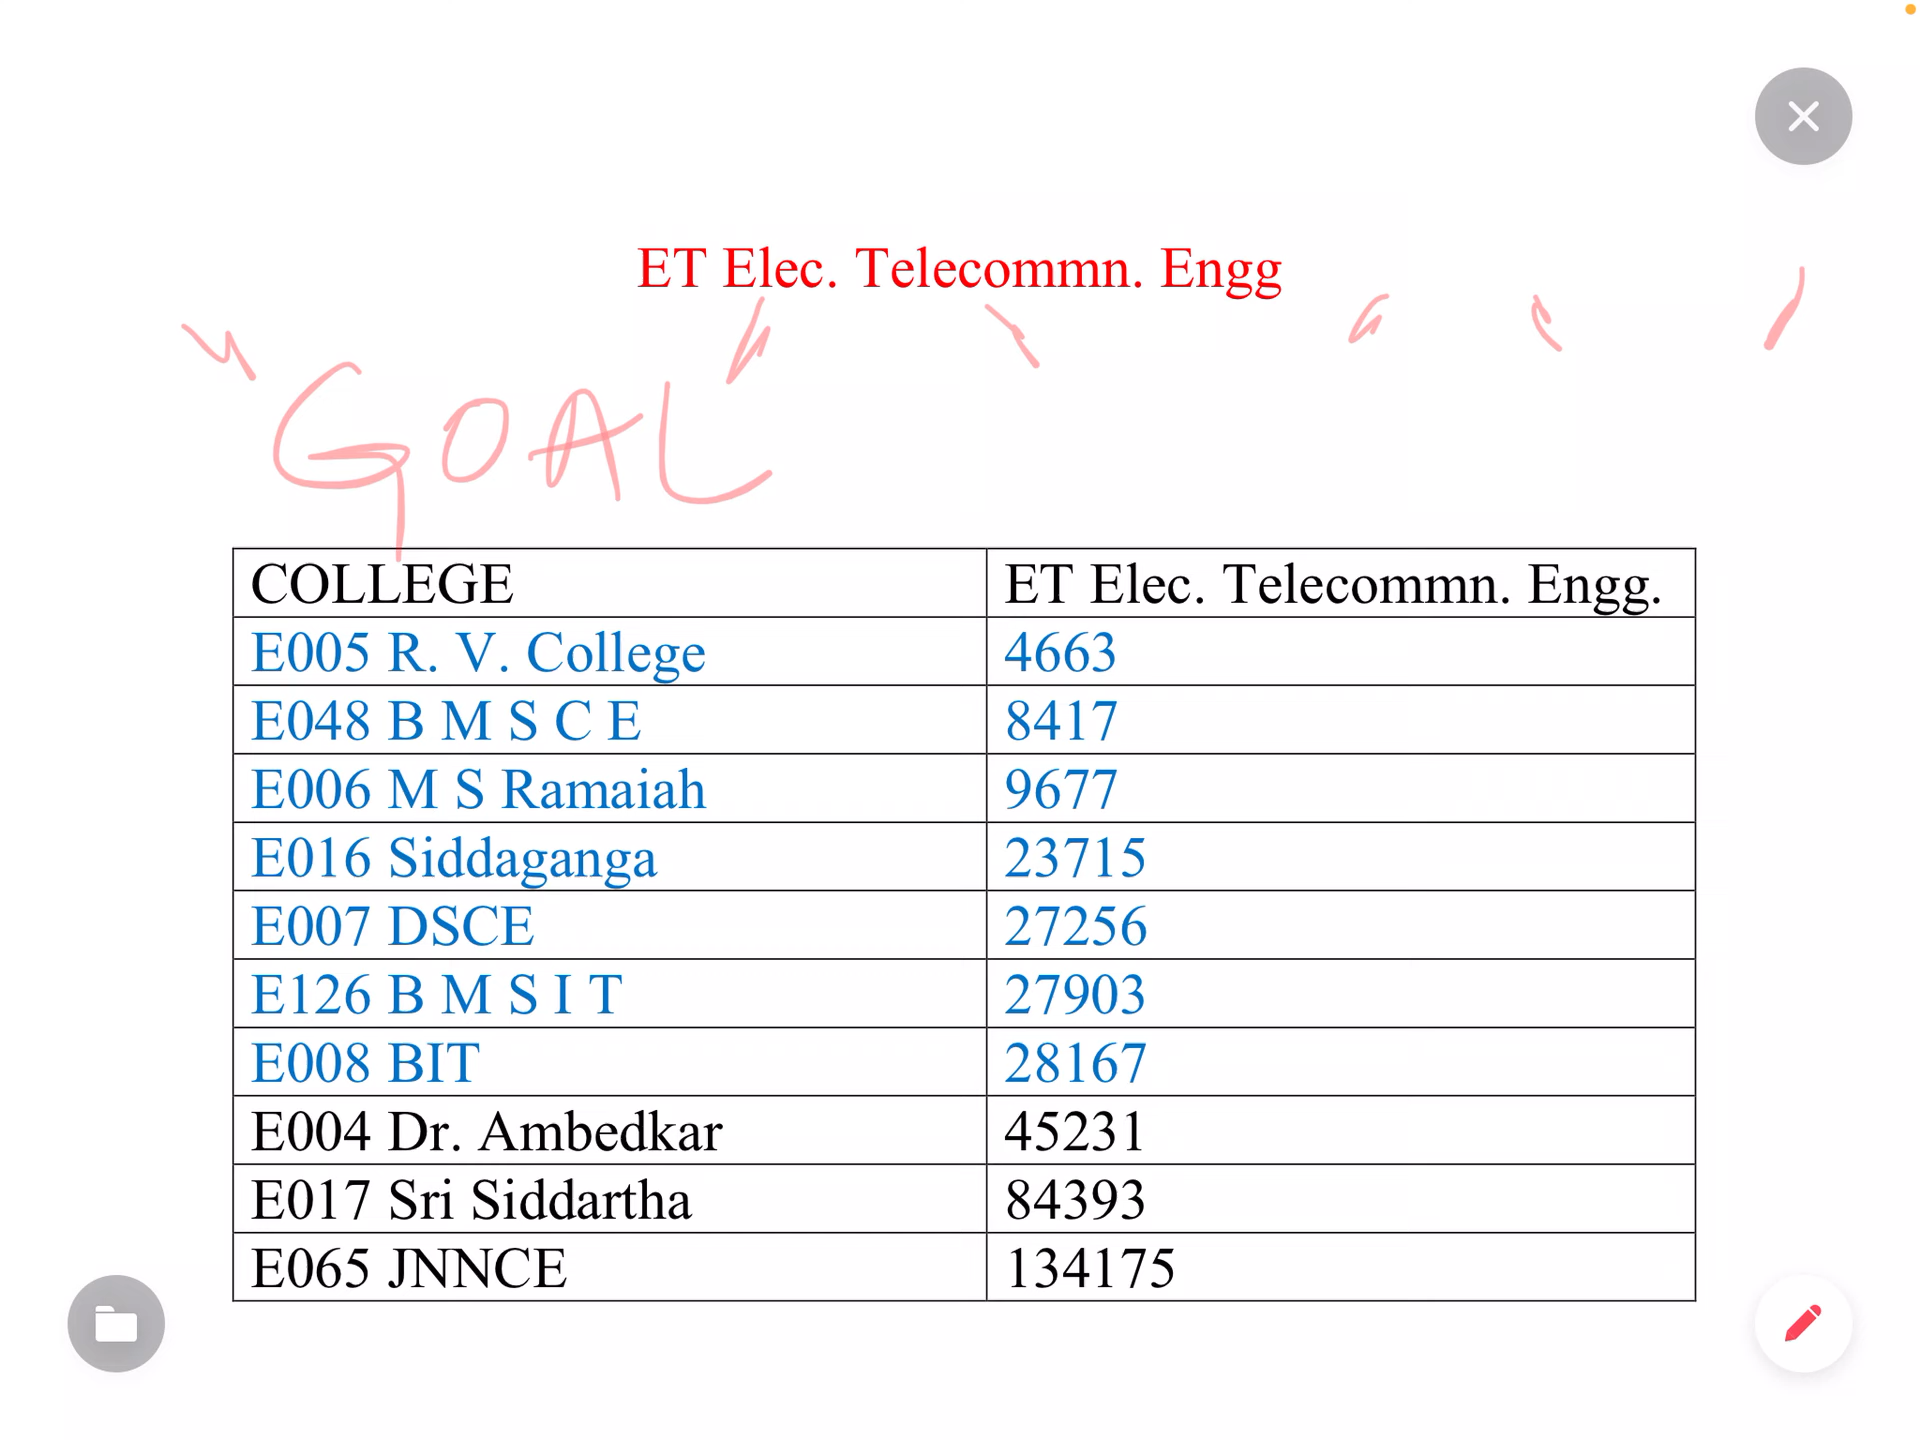 ET Elec. Telecommn. Engg
GOAL
COLLEGE ET Elec. Telecommn. Engg.
E005 R. V. College 4663
E048 B M S C E 8417
E006 M S Ramaiah 9677
E016 Siddaganga 23715
E007 DSCE 27256
E126 B M S I T 27903
E008 BIT 28167
E004 Dr. Ambedkar 45231
E017 Sri Siddartha 84393
E065 JNNCE 134175